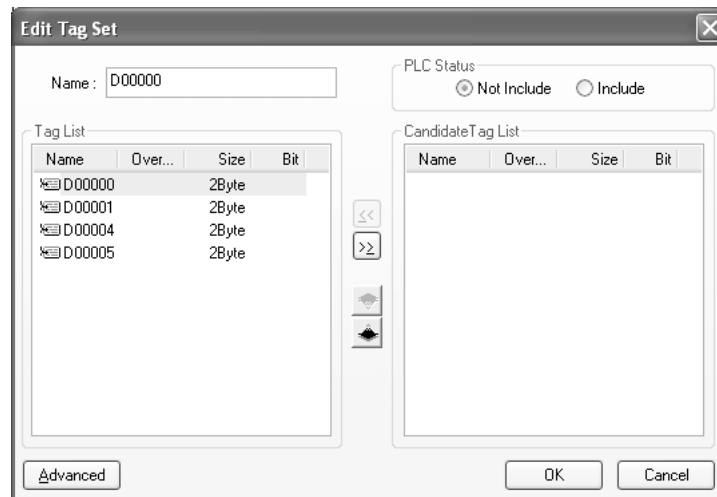 Edit Tag Set
Name : D00000
PLC Status
Not Include Include
Tag List
Name Over... Size Bit
D00000 2Byte
D00001 2Byte
D00004 2Byte
D00005 2Byte
<<
>>
CandidateTag List
Name Over... Size Bit
Advanced
OK Cancel